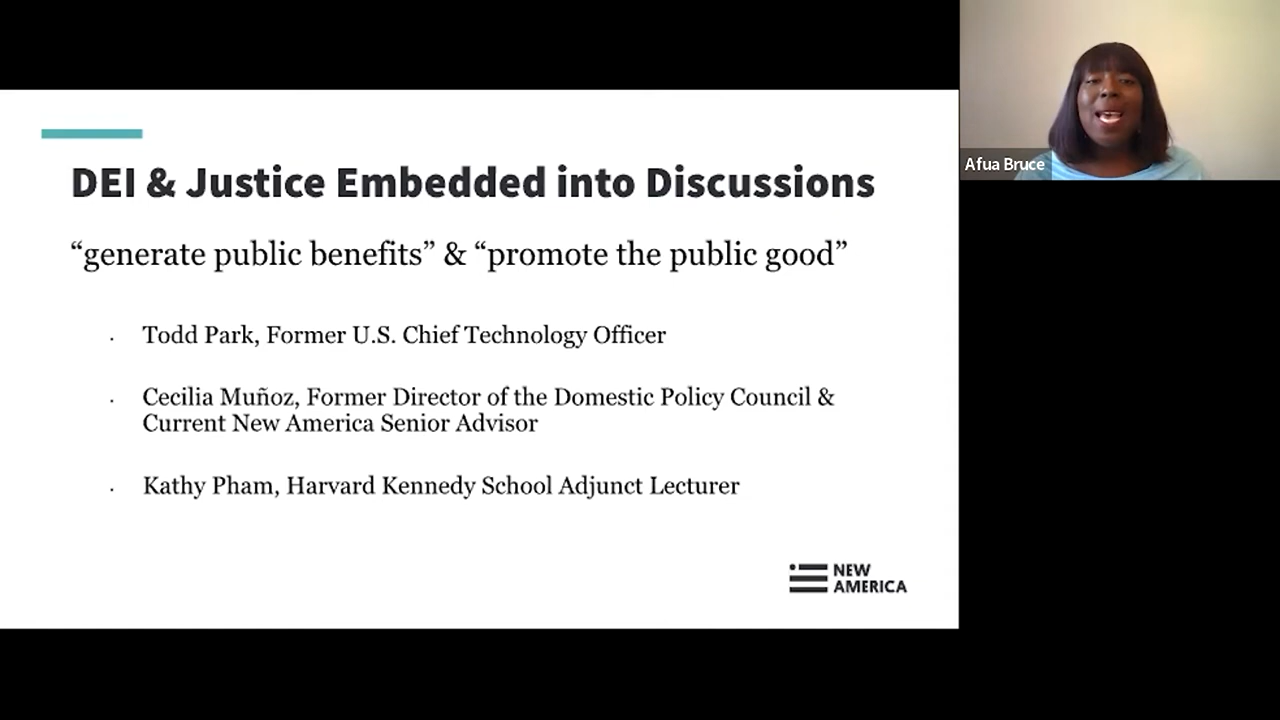 DEI & Justice Embedded into Discussions
“generate public benefits” & “promote the public good”
· Todd Park, Former U.S. Chief Technology Officer
· Cecilia Muñoz, Former Director of the Domestic Policy Council &
Current New America Senior Advisor
· Kathy Pham, Harvard Kennedy School Adjunct Lecturer
NEW
AMERICA
Afua Bruce